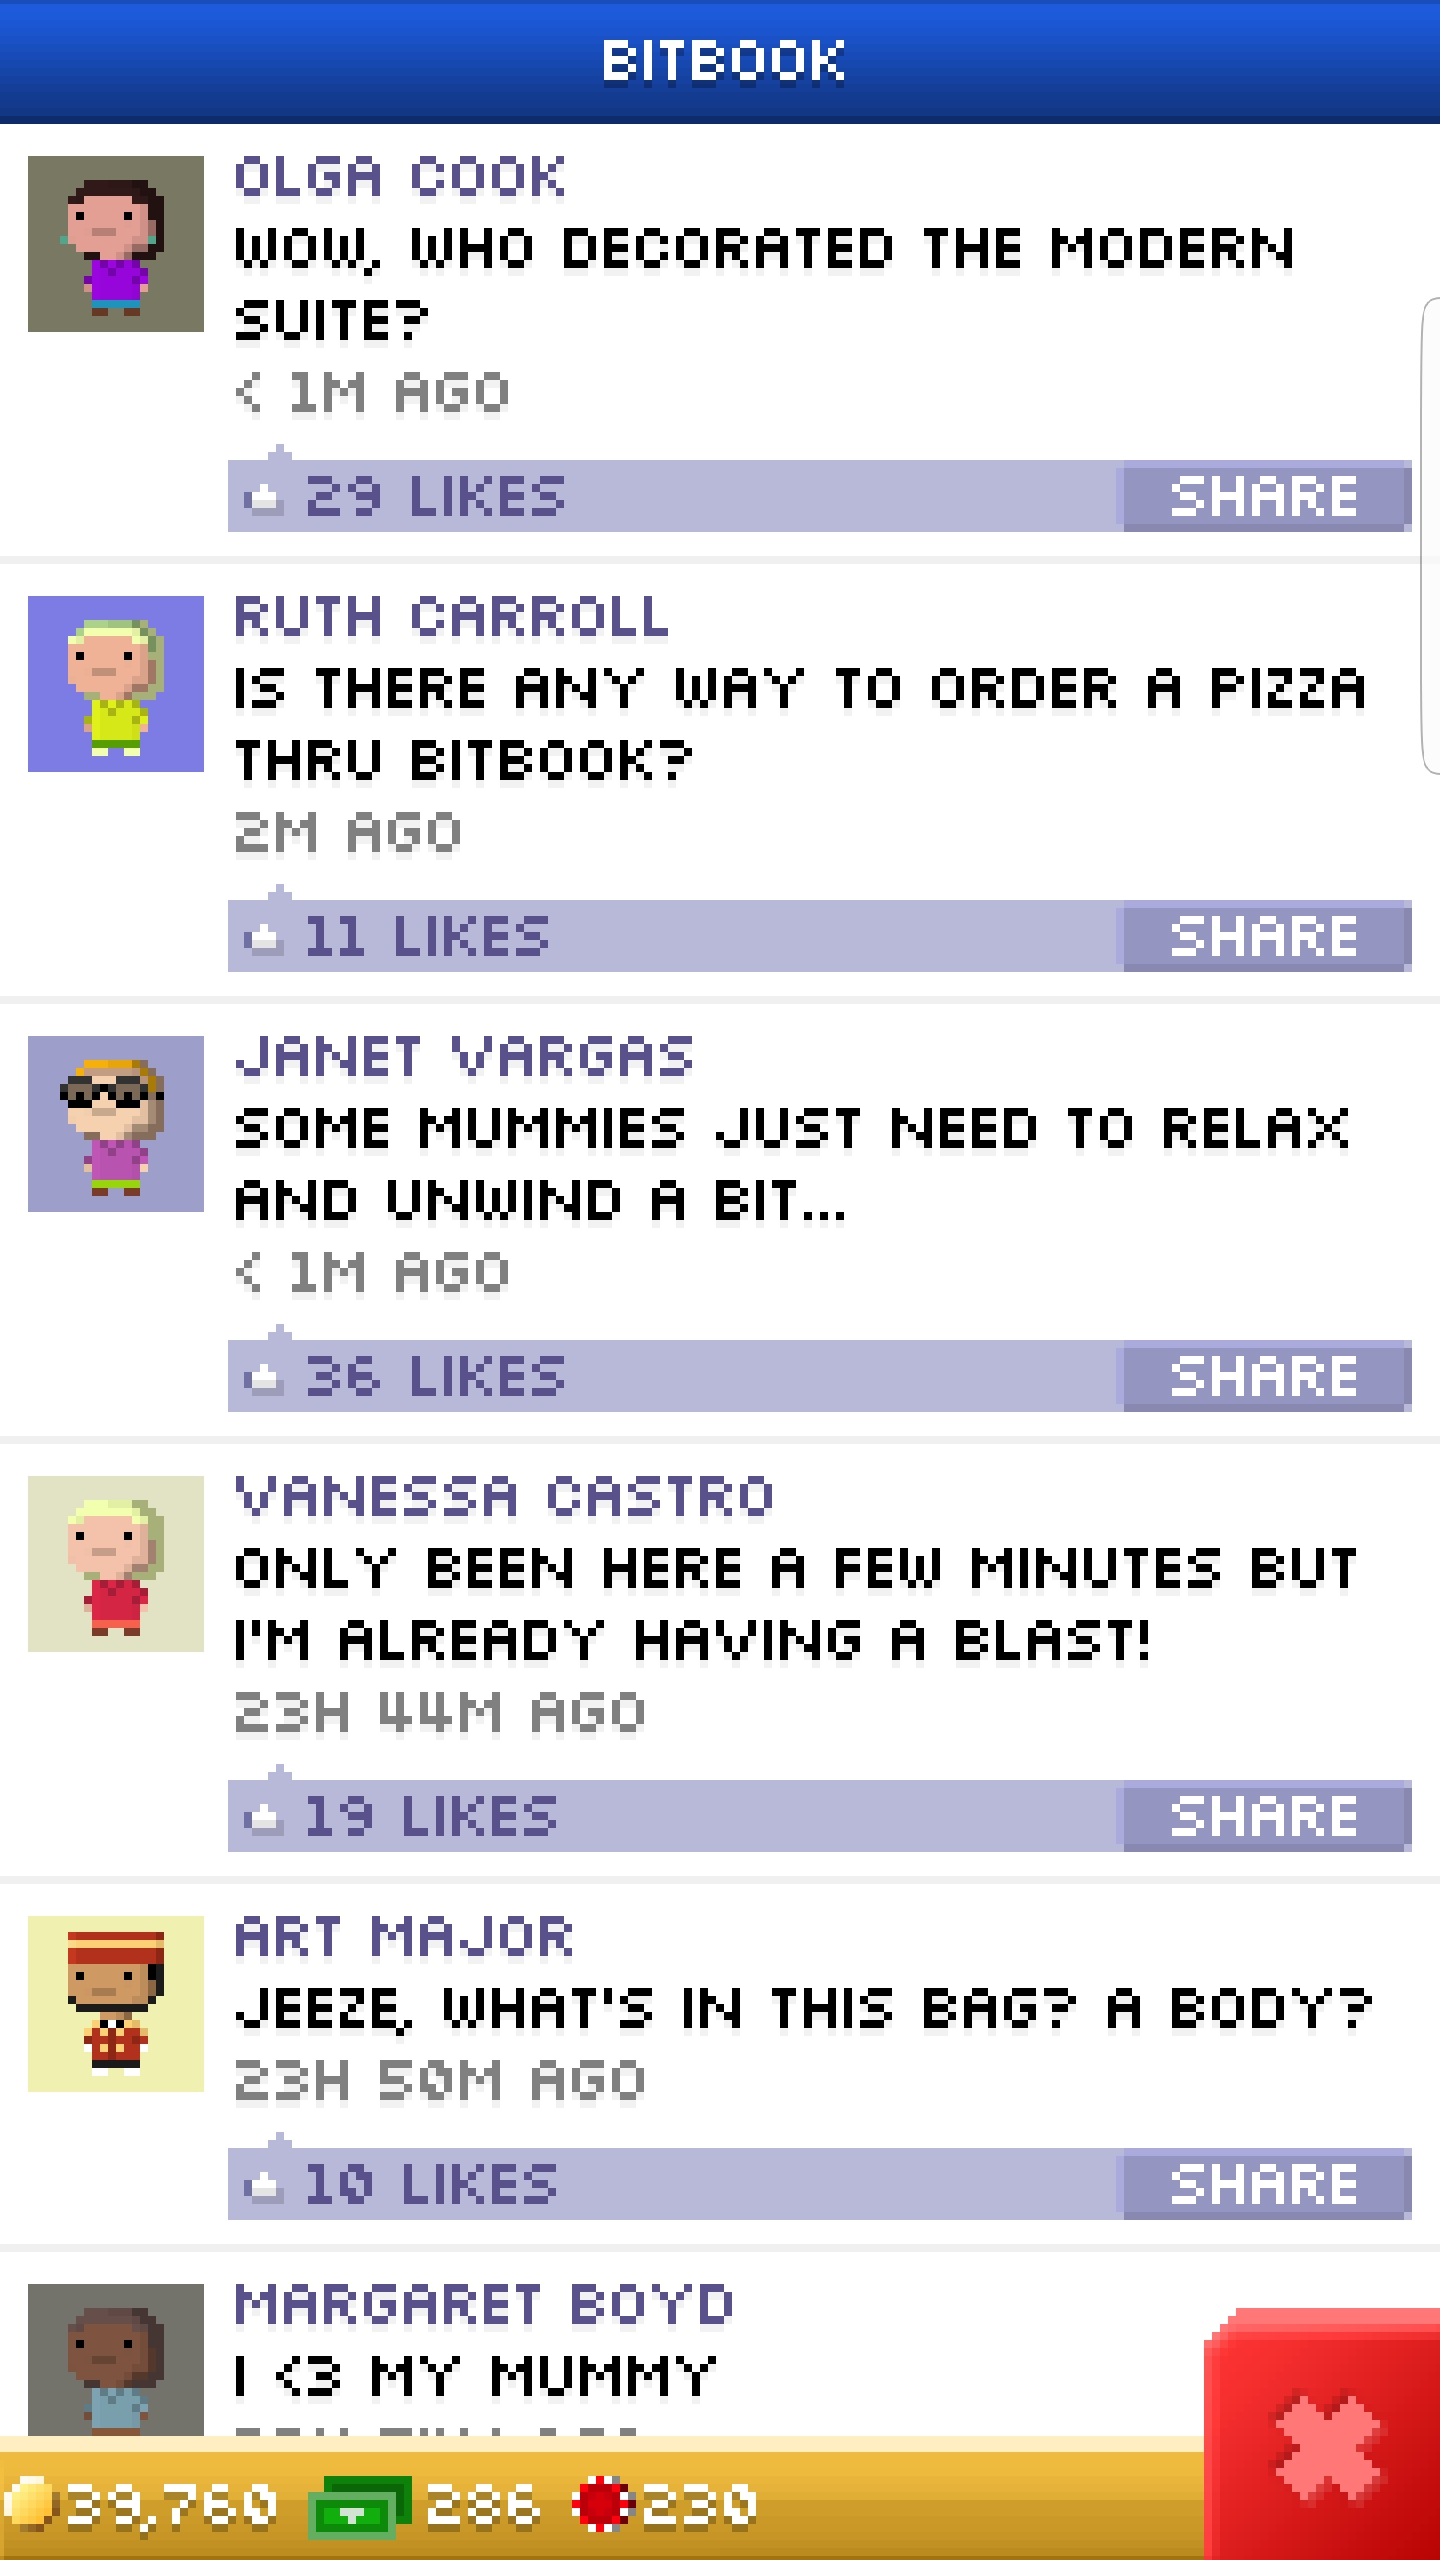 BITBOOK
OLGA COOK
WOW, WHO DECORATED THE MODERN
SUITE?
< 1M AGO
29 LIKES
SHARE
RUTH CARROLL
IS THERE ANY WAY TO ORDER A PIZZA
THRU BITBOOK?
2M AGO
11 LIKES
SHARE
JANET VARGAS
SOME MUMMIES JUST NEED TO RELAX
AND UNWIND A BIT...
< 1M AGO
36 LIKES
SHARE
VANESSA CASTRO
ONLY BEEN HERE A FEW MINUTES BUT
I'M ALREADY HAVING A BLAST!
23H 44M AGO
19 LIKES
SHARE
ART MAJOR
JEEZE, WHAT'S IN THIS BAG? A BODY?
23H 50M AGO
10 LIKES
SHARE
MARGARET BOYD
I <3 MY MUMMY
39,760 286 230